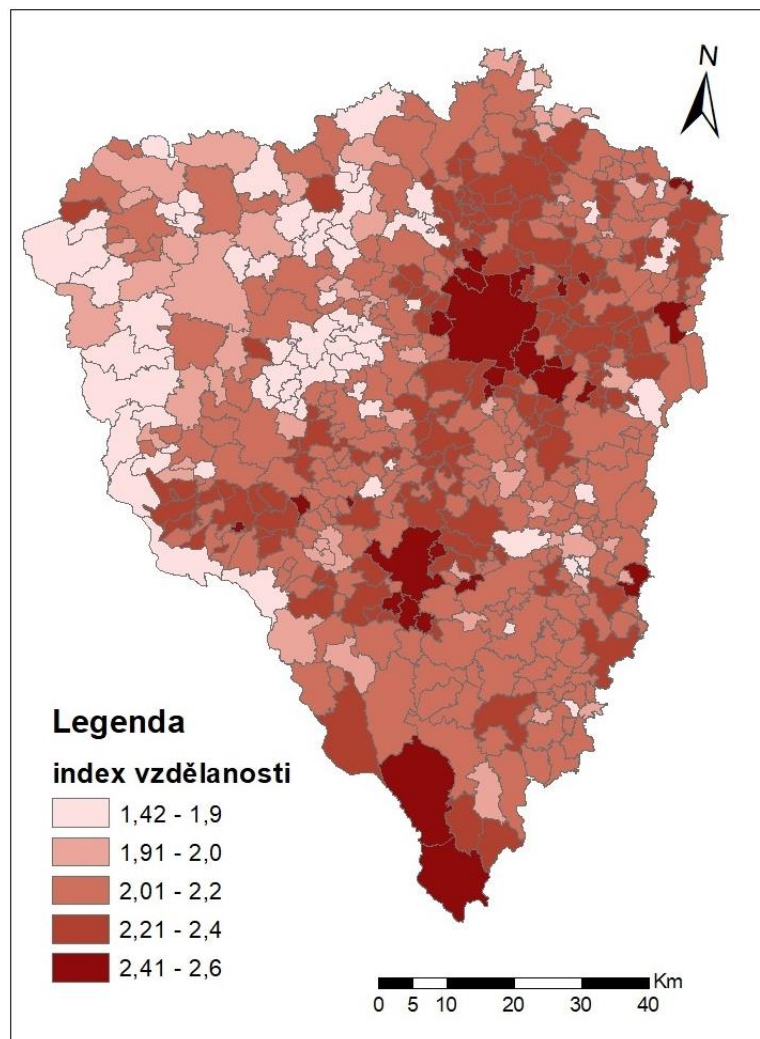 N
Legenda
index vzdělanosti
1,42 - 1,9
1,91 - 2,0
2,01 - 2,2
2,21 - 2,4
2,41 - 2,6
Km
0 5 10 20 30 40